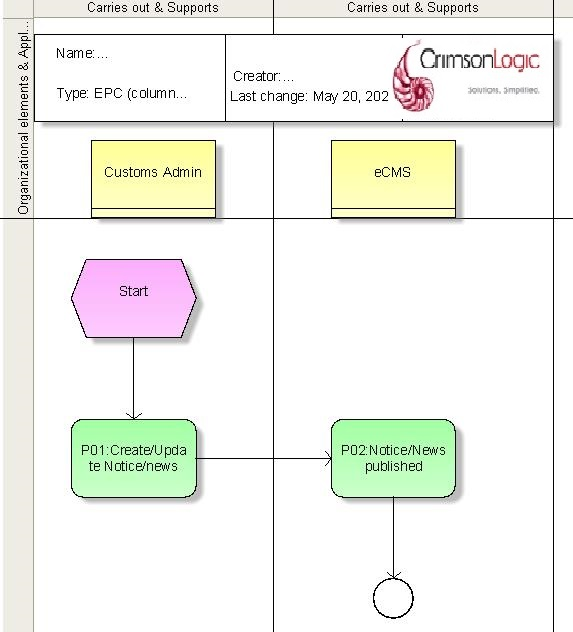 Carries out & Supports
Carries out & Supports
Organizational elements & Appl...
Name:...
Type: EPC (column...
Creator:...
Last change: May 20, 202
CrimsonLogic
Solutions. Simplified.
Customs Admin
eCMS
Start
P01:Create/Upda
te Notice/news
P02:Notice/News
published